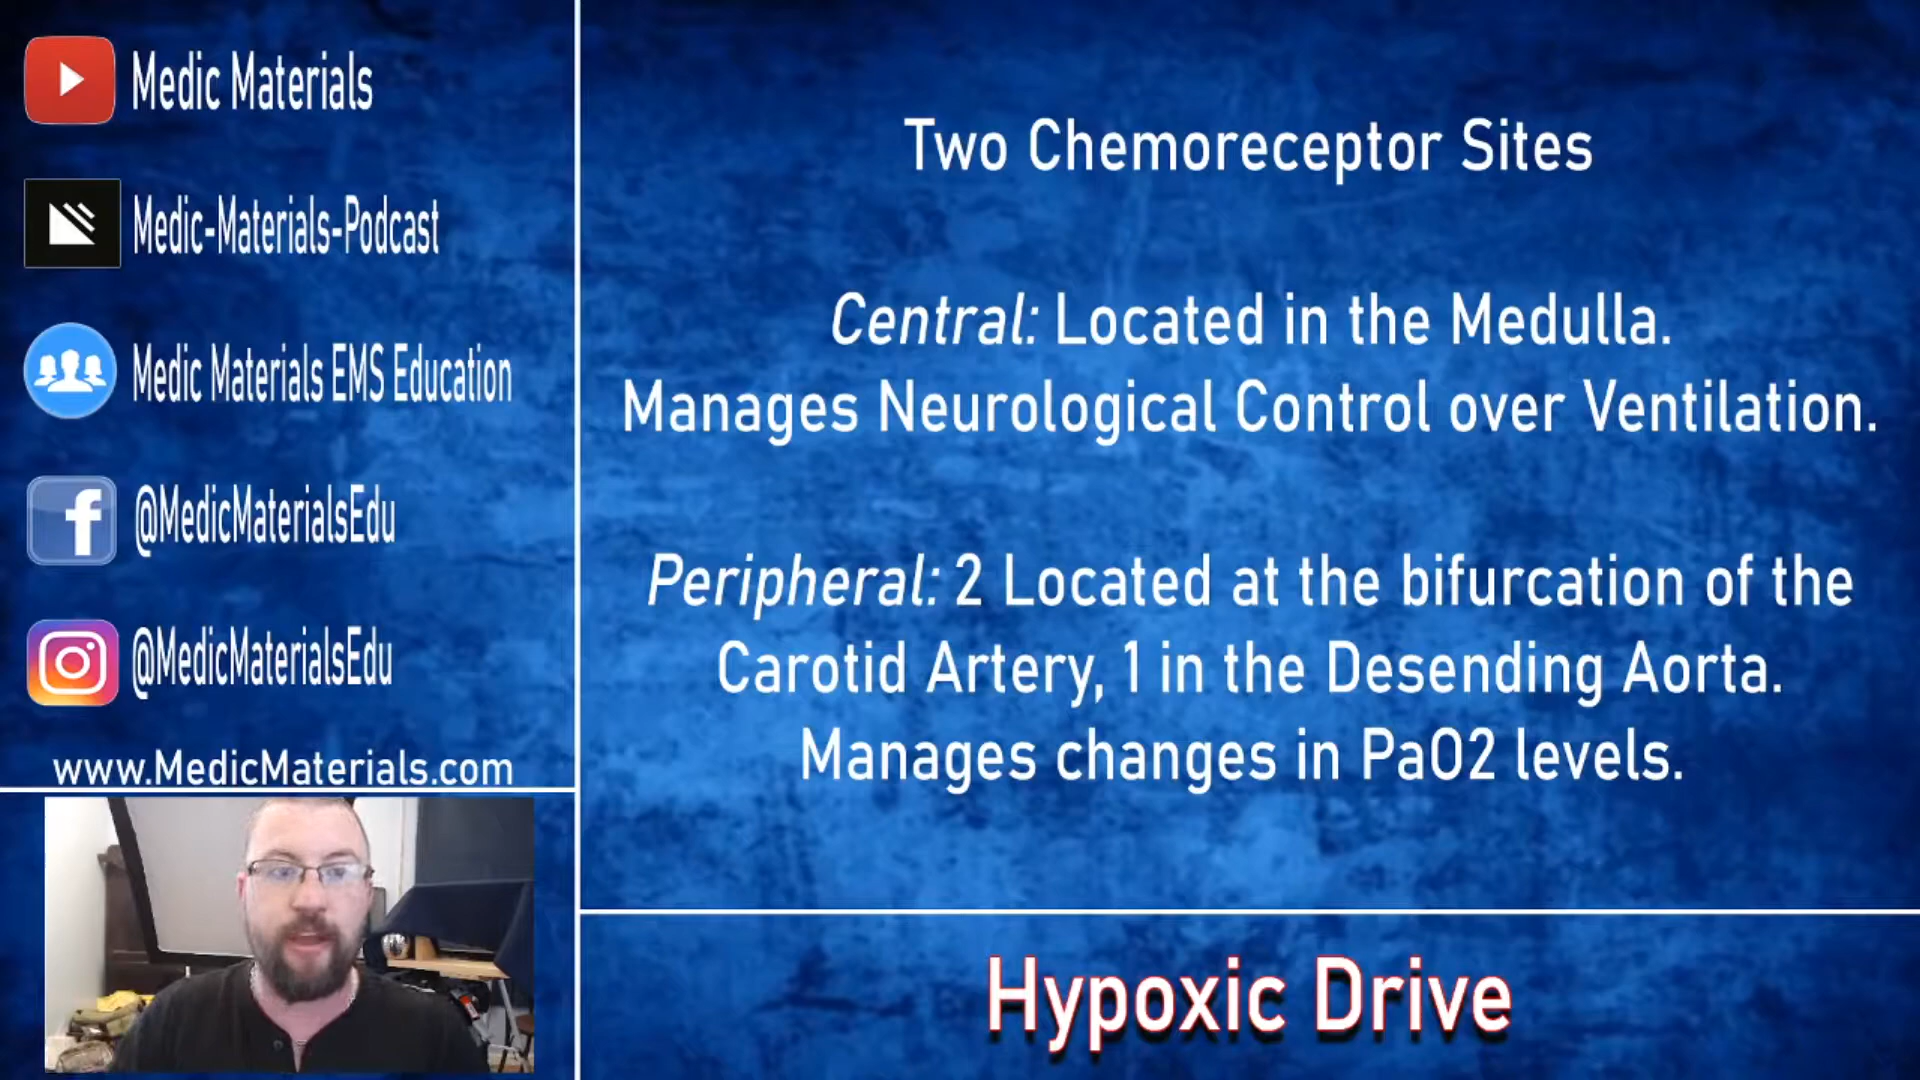 Medic Materials
Medic-Materials-Podcast
Medic Materials EMS Education
@MedicMaterialsEdu
@MedicMaterialsEdu
www.MedicMaterials.com
Two Chemoreceptor Sites
Central: Located in the Medulla.
Manages Neurological Control over Ventilation.
Peripheral: 2 Located at the bifurcation of the
Carotid Artery, 1 in the Desending Aorta.
Manages changes in PaO2 levels.
Hypoxic Drive